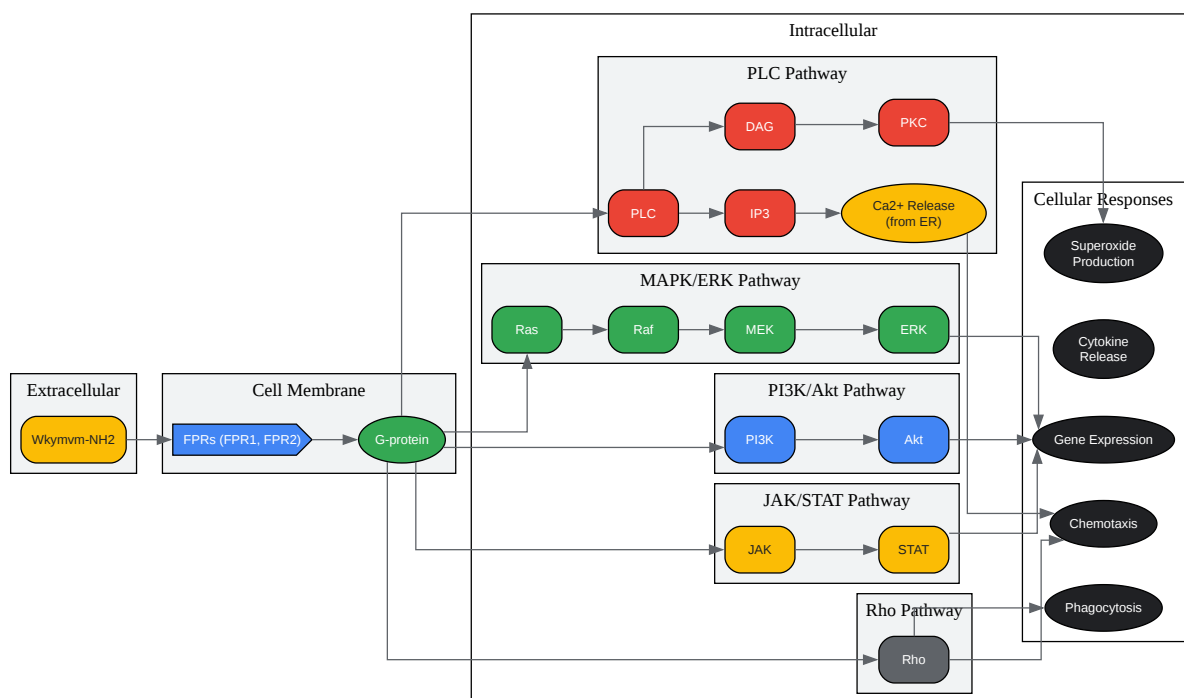 Intracellular
PLC Pathway
DAG
PKC
PLC
IP3
Ca2+ Release
(from ER)
Cellular Responses
Superoxide
Production
MAPK/ERK Pathway
Ras
Raf
MEK
ERK
Cytokine
Release
Extracellular
Wkymvm-NH2
Cell Membrane
FPRs (FPR1, FPR2)
G-protein
PI3K/Akt Pathway
PI3K
Akt
Gene Expression
JAK/STAT Pathway
JAK
STAT
Chemotaxis
Rho Pathway
Rho
Phagocytosis